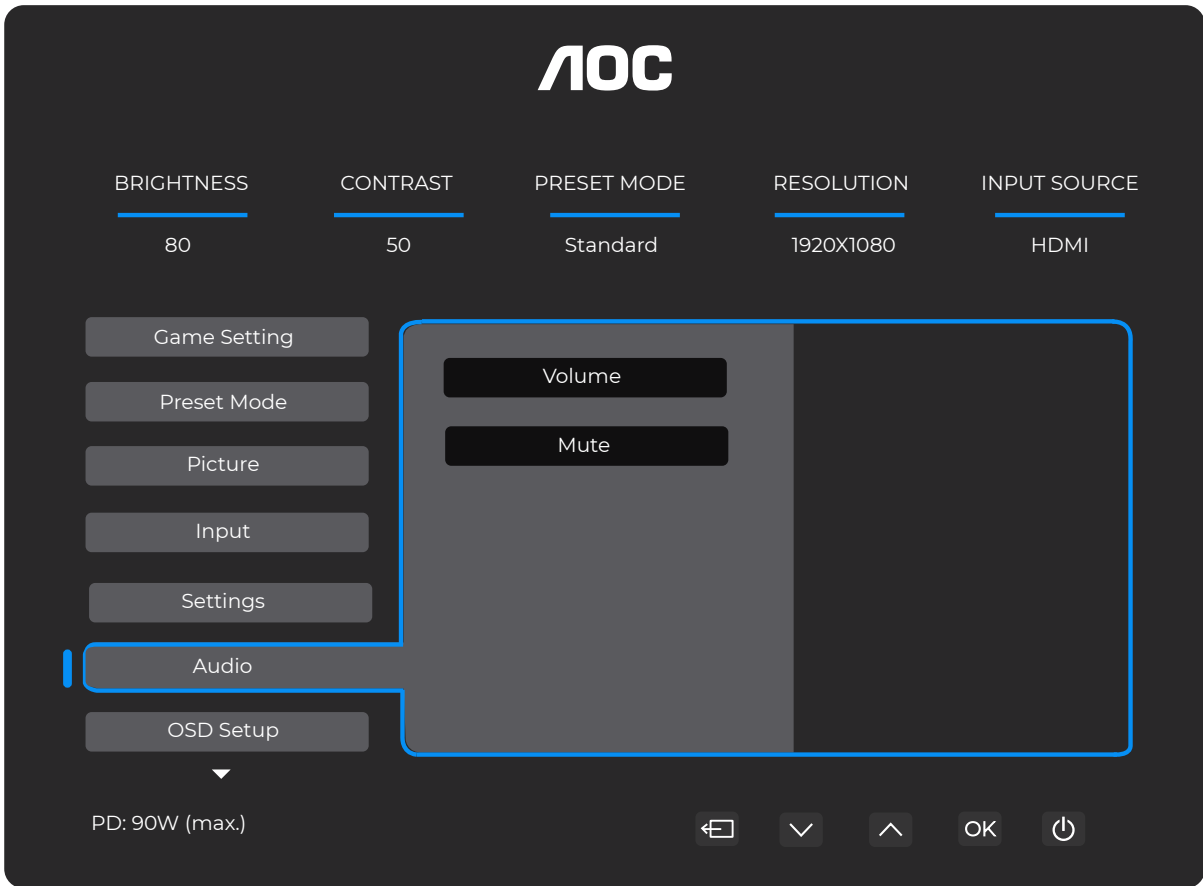 AOC
BRIGHTNESS CONTRAST PRESET MODE RESOLUTION INPUT SOURCE
80 50 Standard 1920X1080 HDMI
Game Setting
Preset Mode
Picture
Input
Settings
Audio
OSD Setup
Volume
Mute
PD: 90W (max.)
OK